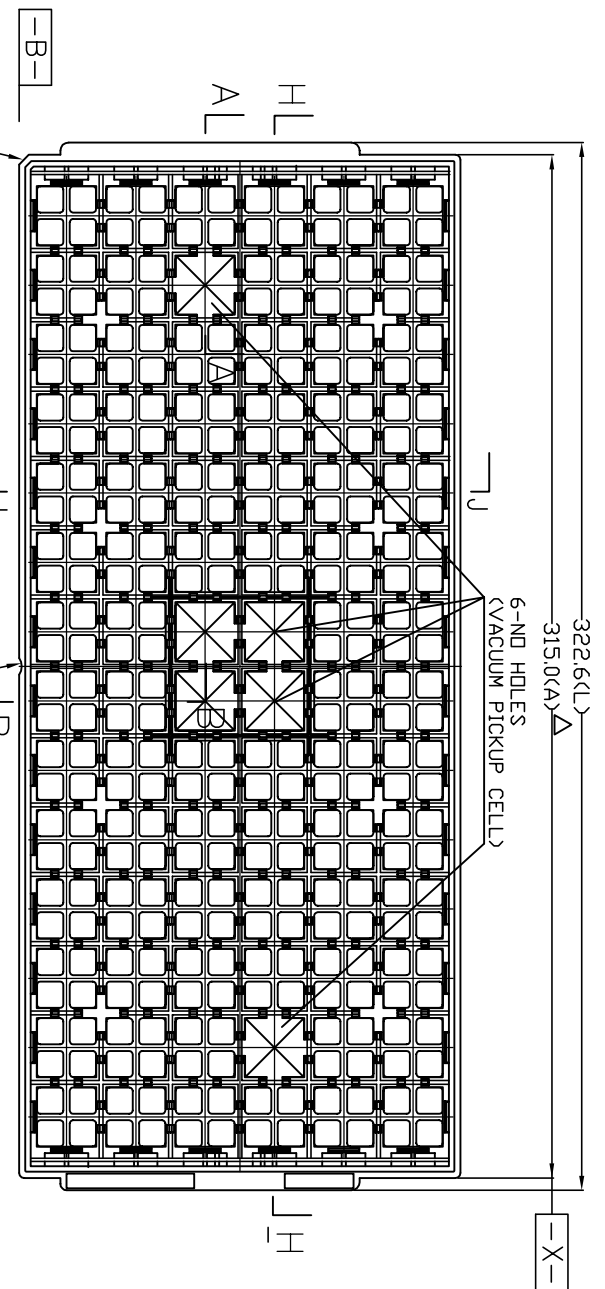 322.6(L)
315.0(A)
-X-
6-NO HOLES
(VACUUM PICKUP CELL)
J
H
A
-B-
A
B
H